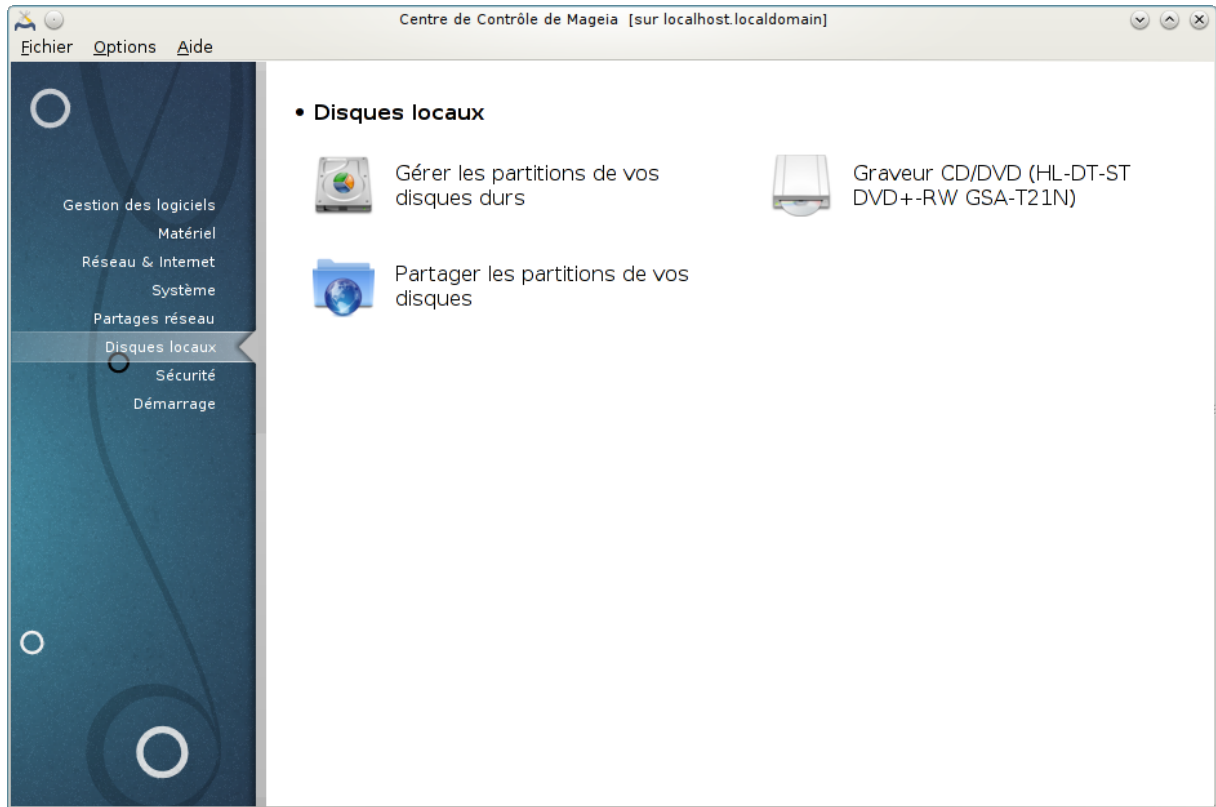 Centre de Contrôle de Mageia [sur localhost.localdomain]
Fichier Options Aide
Gestion des logiciels
Matériel
Réseau & Internet
Système
Partages réseau
Disques locaux
Sécurité
Démarrage
• Disques locaux
Gérer les partitions de vos
disques durs
Graveur CD/DVD (HL-DT-ST
DVD+-RW GSA-T21N)
Partager les partitions de vos
disques